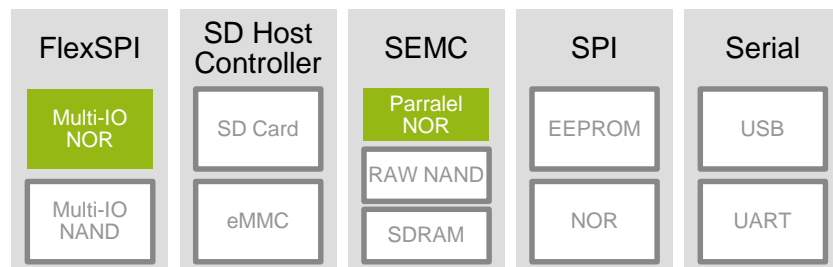 FlexSPI
Multi-IO
NOR
Multi-IO
NAND
SD Host
Controller
SD Card
eMMC
SEMC
Parralel
NOR
RAW NAND
SDRAM
SPI
EEPROM
NOR
Serial
USB
UART